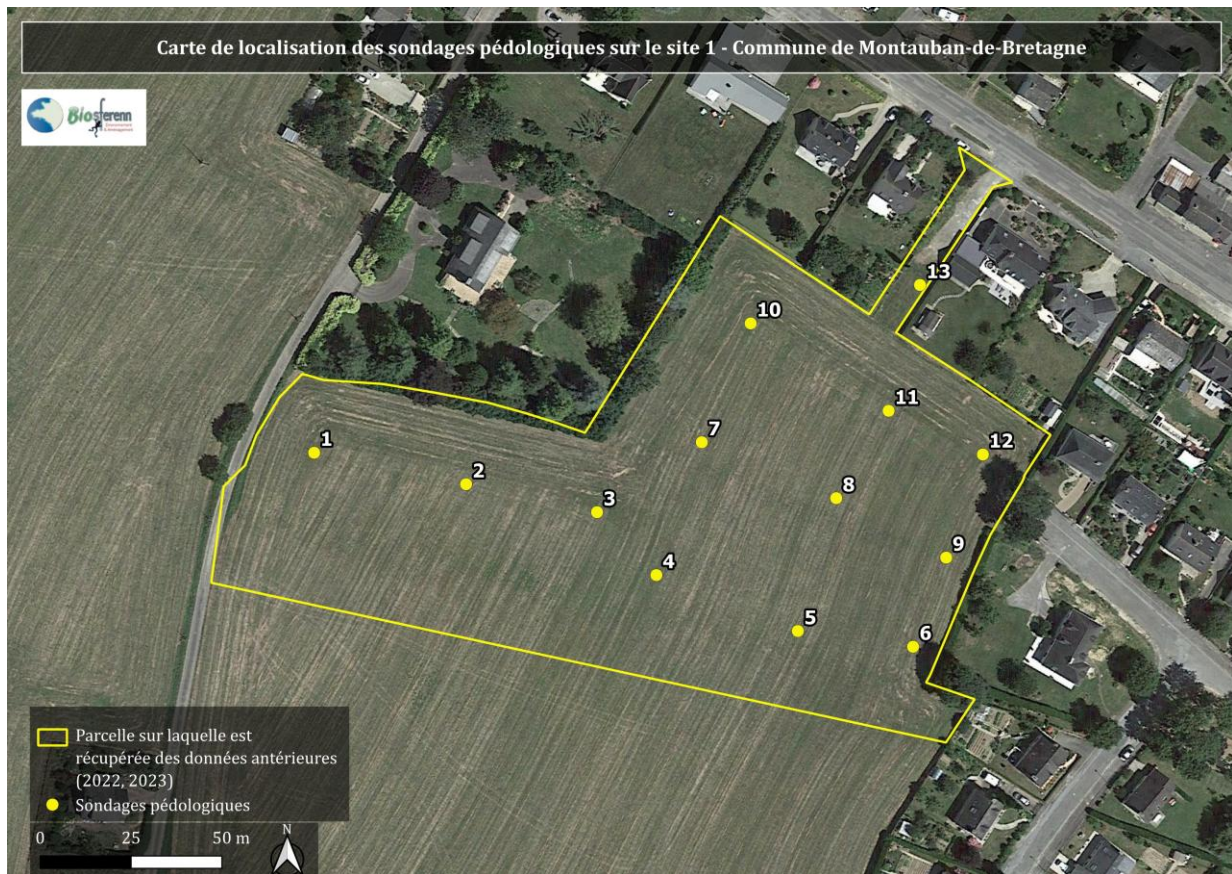 Carte de localisation des sondages pédologiques sur le site 1 - Commune de Montauban-de-Bretagne
Biosferenn
13
10
11
1
7
12
2
8
3
9
4
5
6
Parcelle sur laquelle est
récupérée des données antérieures
(2022, 2023)
Sondages pédologiques
0 25 50 m
N